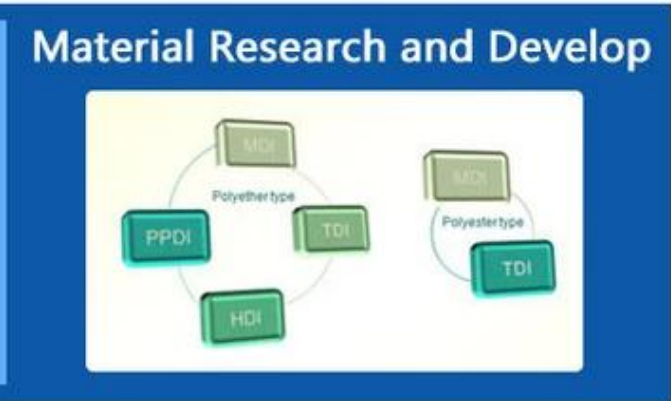 Material Research and Develop
MDI
Polyether type
PPDI
TDI
HDI
MDI
Polyester type
TDI